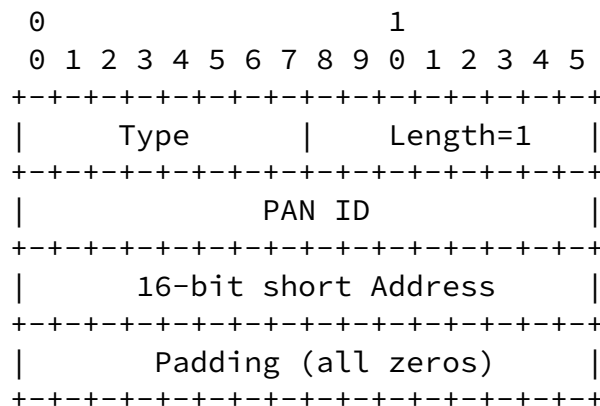 0                   1
 0 1 2 3 4 5 6 7 8 9 0 1 2 3 4 5
+-+-+-+-+-+-+-+-+-+-+-+-+-+-+-+-+
|     Type      |    Length=1   |
+-+-+-+-+-+-+-+-+-+-+-+-+-+-+-+-+
|             PAN ID            |
+-+-+-+-+-+-+-+-+-+-+-+-+-+-+-+-+
|      16-bit short Address     |
+-+-+-+-+-+-+-+-+-+-+-+-+-+-+-+-+
|       Padding (all zeros)     |
+-+-+-+-+-+-+-+-+-+-+-+-+-+-+-+-+